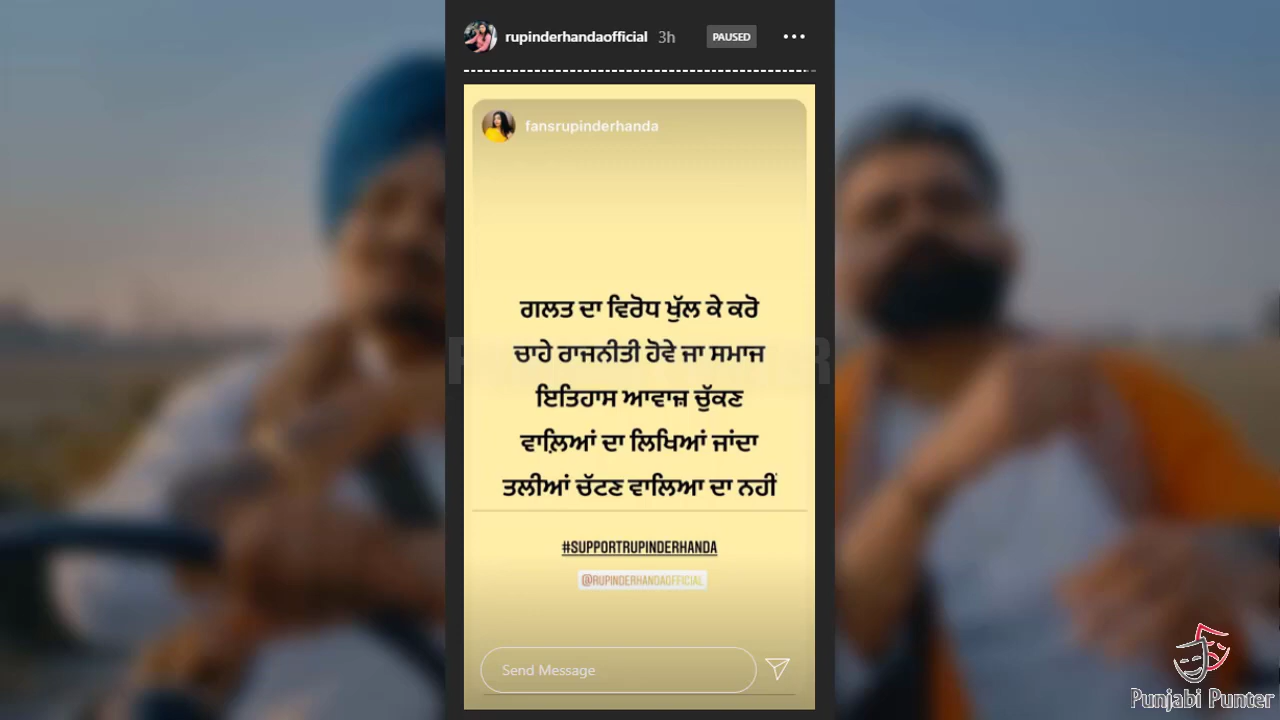 rupinderhandaofficial 3h PAUSED
fansrupinderhanda
ਗਲਤ ਦਾ ਵਿਰੋਧ ਖੁੱਲ ਕੇ ਕਰੋ
ਚਾਹੇ ਰਾਜਨੀਤੀ ਹੋਵੇ ਜਾ ਸਮਾਜ
ਇਤਿਹਾਸ ਆਵਾਜ਼ ਚੁੱਕਣ
ਵਾਲ਼ਿਆਂ ਦਾ ਲਿਖਿਆਂ ਜਾਂਦਾ
ਤਲੀਆਂ ਚੱਟਣ ਵਾਲਿਆ ਦਾ ਨਹੀਂ
#SUPPORTRUPINDERHANDA
@RUPINDERHANDAOFFICIAL
Send Message
Punjabi Punter